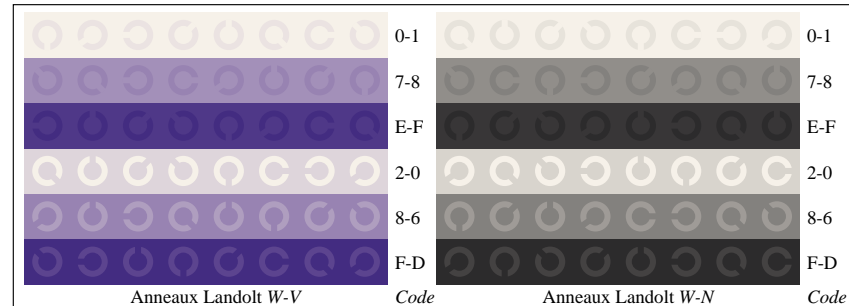 0-1
7-8
E-F
2-0
8-6
F-D
Anneaux Landolt W-V Code
0-1
7-8
E-F
2-0
8-6
F-D
Anneaux Landolt W-N Code